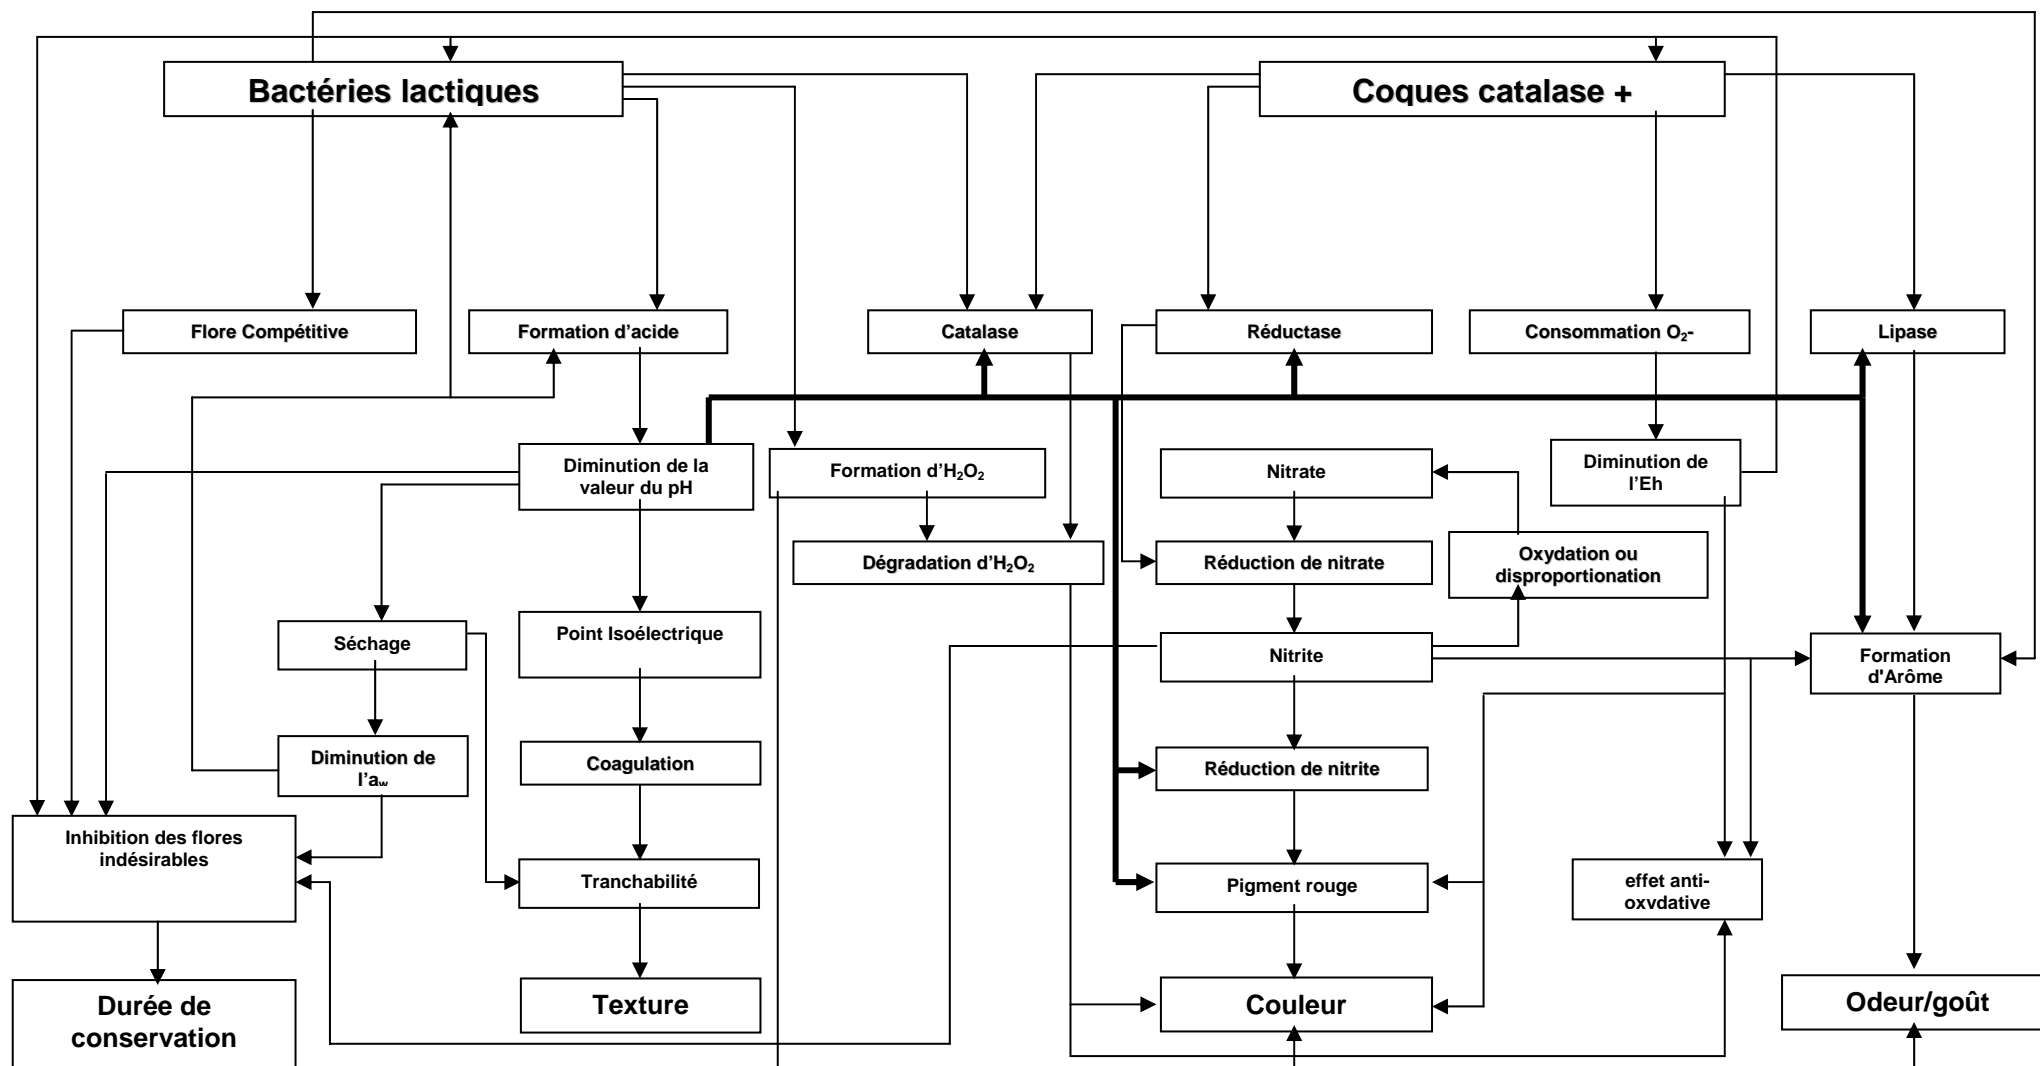 Bactéries lactiques
Coques catalase +
Flore Compétitive
Formation d'acide
Catalase
Réductase
Consommation O₂-
Lipase
Diminution de la
valeur du pH
Formation d'H₂O₂
Nitrate
Diminution de
l'Eh
Dégradation d'H₂O₂
Réduction de nitrate
Oxydation ou
disproportionation
Séchage
Point Isoélectrique
Nitrite
Formation
d'Arôme
Diminution de
l'aw
Coagulation
Réduction de nitrite
Inhibition des flores
indésirables
Tranchabilité
Pigment rouge
effet anti-
oxydative
Durée de
conservation
Texture
Couleur
Odeur/goût